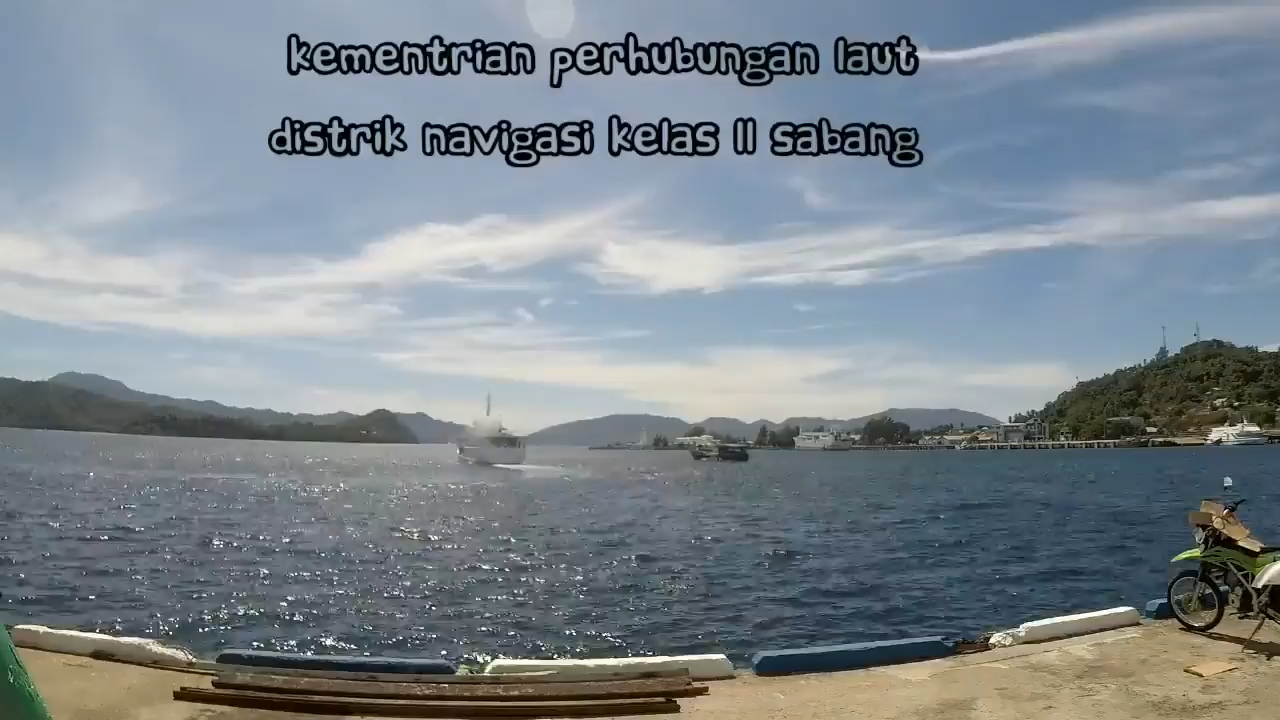 kementrian perhubungan laut
distrik navigasi kelas II sabang